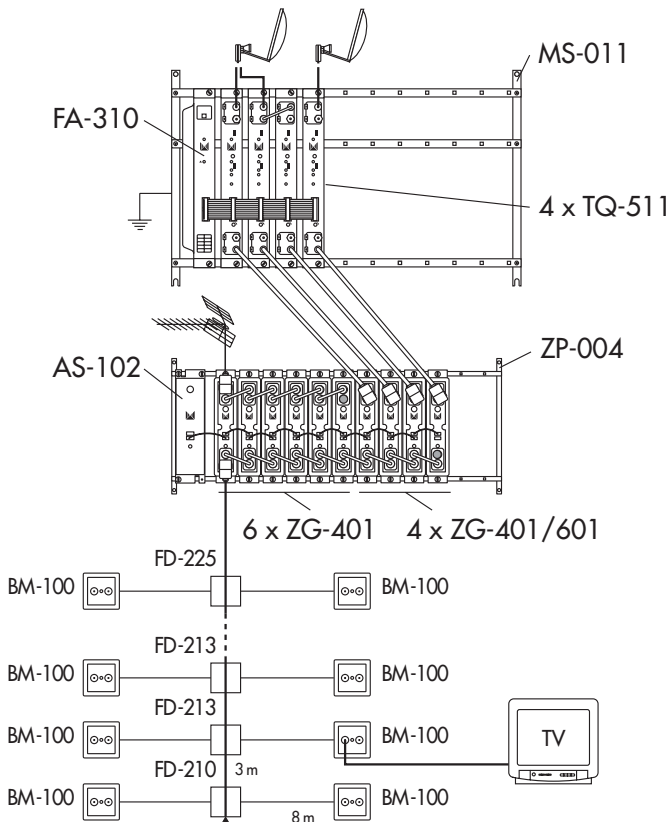 MS-011
FA-310
4 x TQ-511
ZP-004
AS-102
6 x ZG-401
4 x ZG-401/601
FD-225
BM-100
BM-100
FD-213
BM-100
BM-100
FD-213
BM-100
BM-100
TV
FD-210
3 m
BM-100
BM-100
8 m